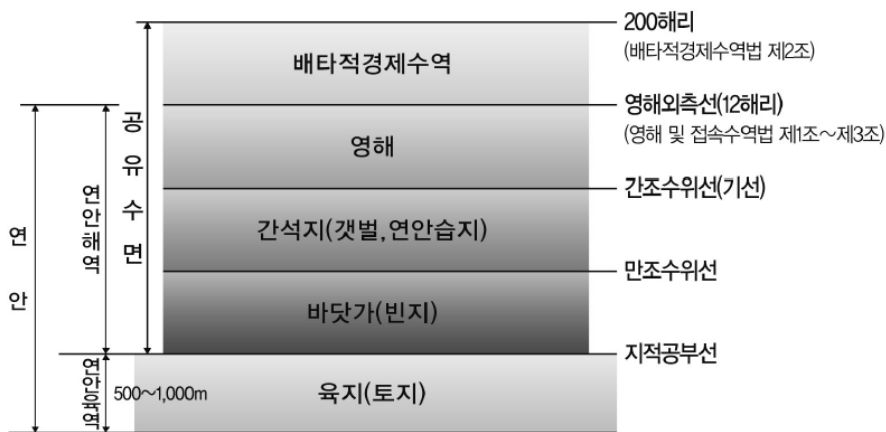 200해리
(배타적경제수역법 제2조)
배타적경제수역
영해외측선(12해리)
(영해 및 접속수역법 제1조~제3조)
공유수면
영해
간조수위선(기선)
연안해역
간석지(갯벌,연안습지)
연안
만조수위선
바닷가(빈지)
지적공부선
연안육역
500~1,000m
육지(토지)